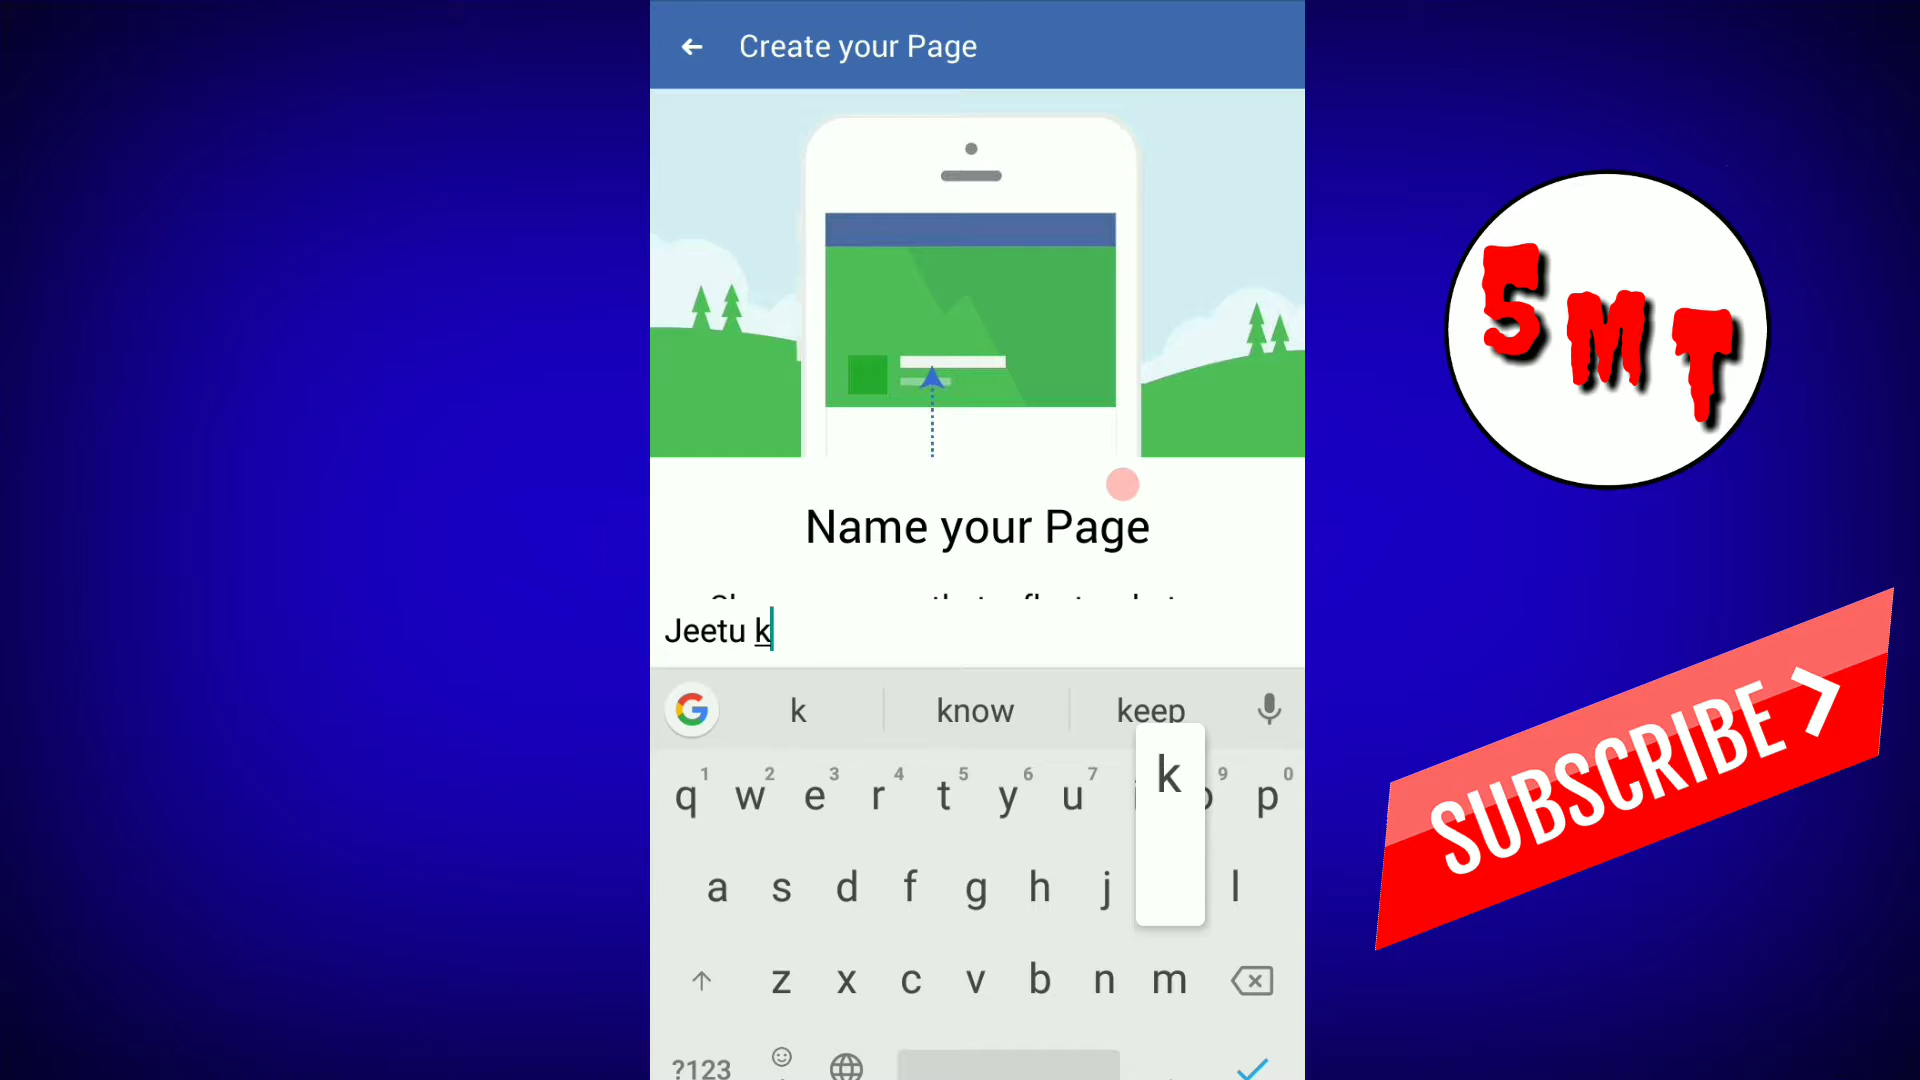 Create your Page
5MT
Name your Page
Jeetu k
k know keep
k
1 2 3 4 5 6 7 9 0
q w e r t y u p
a s d f g h j l
z x c v b n m
?123
SUBSCRIBE >